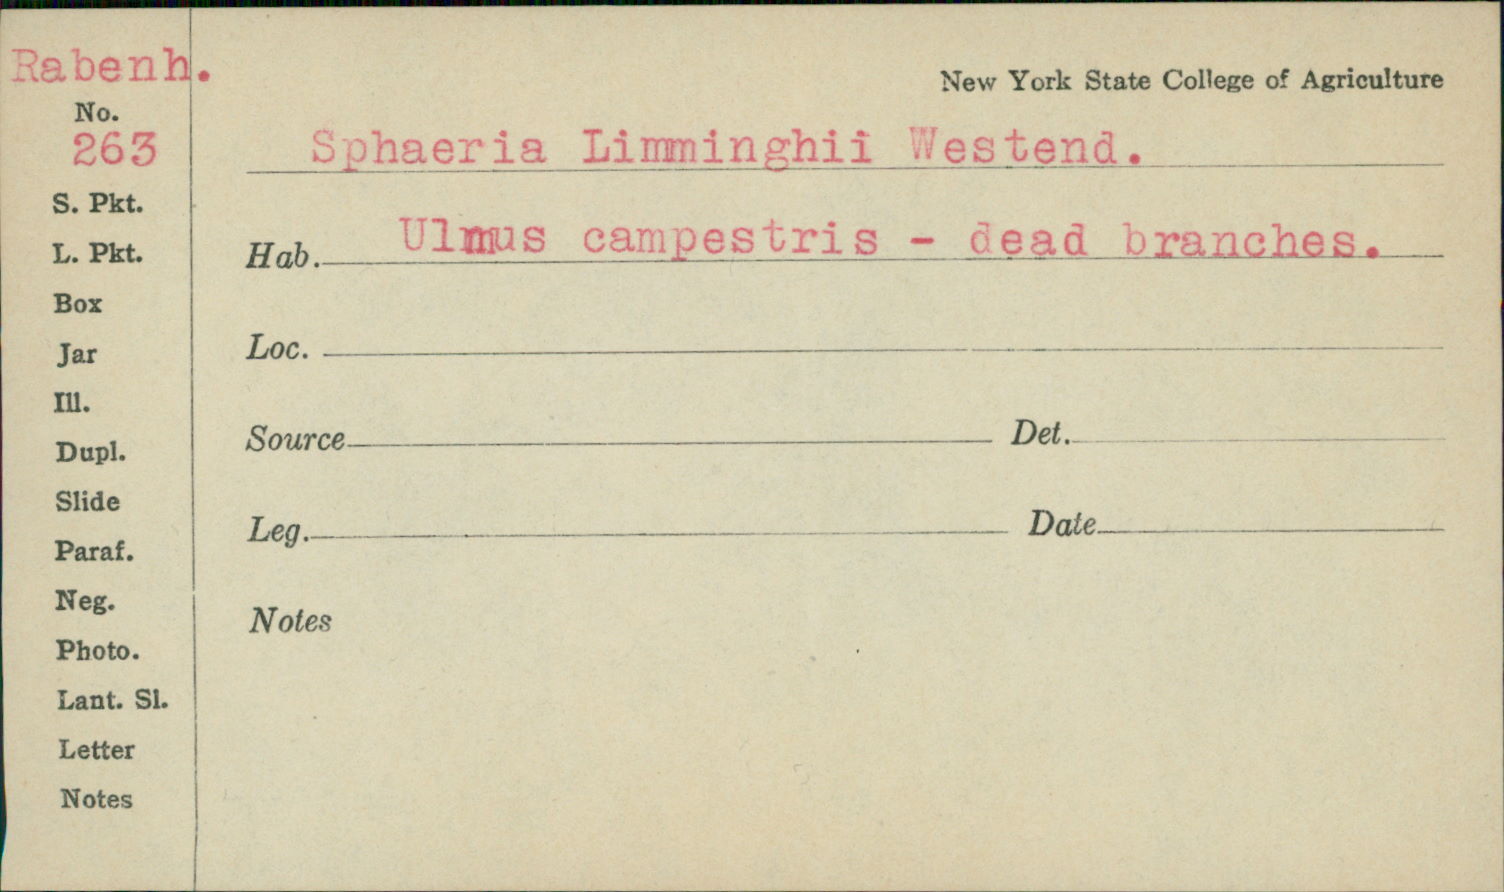 Rabenh.
New York State College of Agriculture
No.
263
Sphaeria Limminghii Westend.
S. Pkt.
Hab. Ulmus campestris - dead branches.
L. Pkt.
Box
Loc.
Jar
Ill.
Source Det.
Dupl.
Slide
Leg. Date
Paraf.
Neg.
Notes
Photo.
Lant. Sl.
Letter
Notes